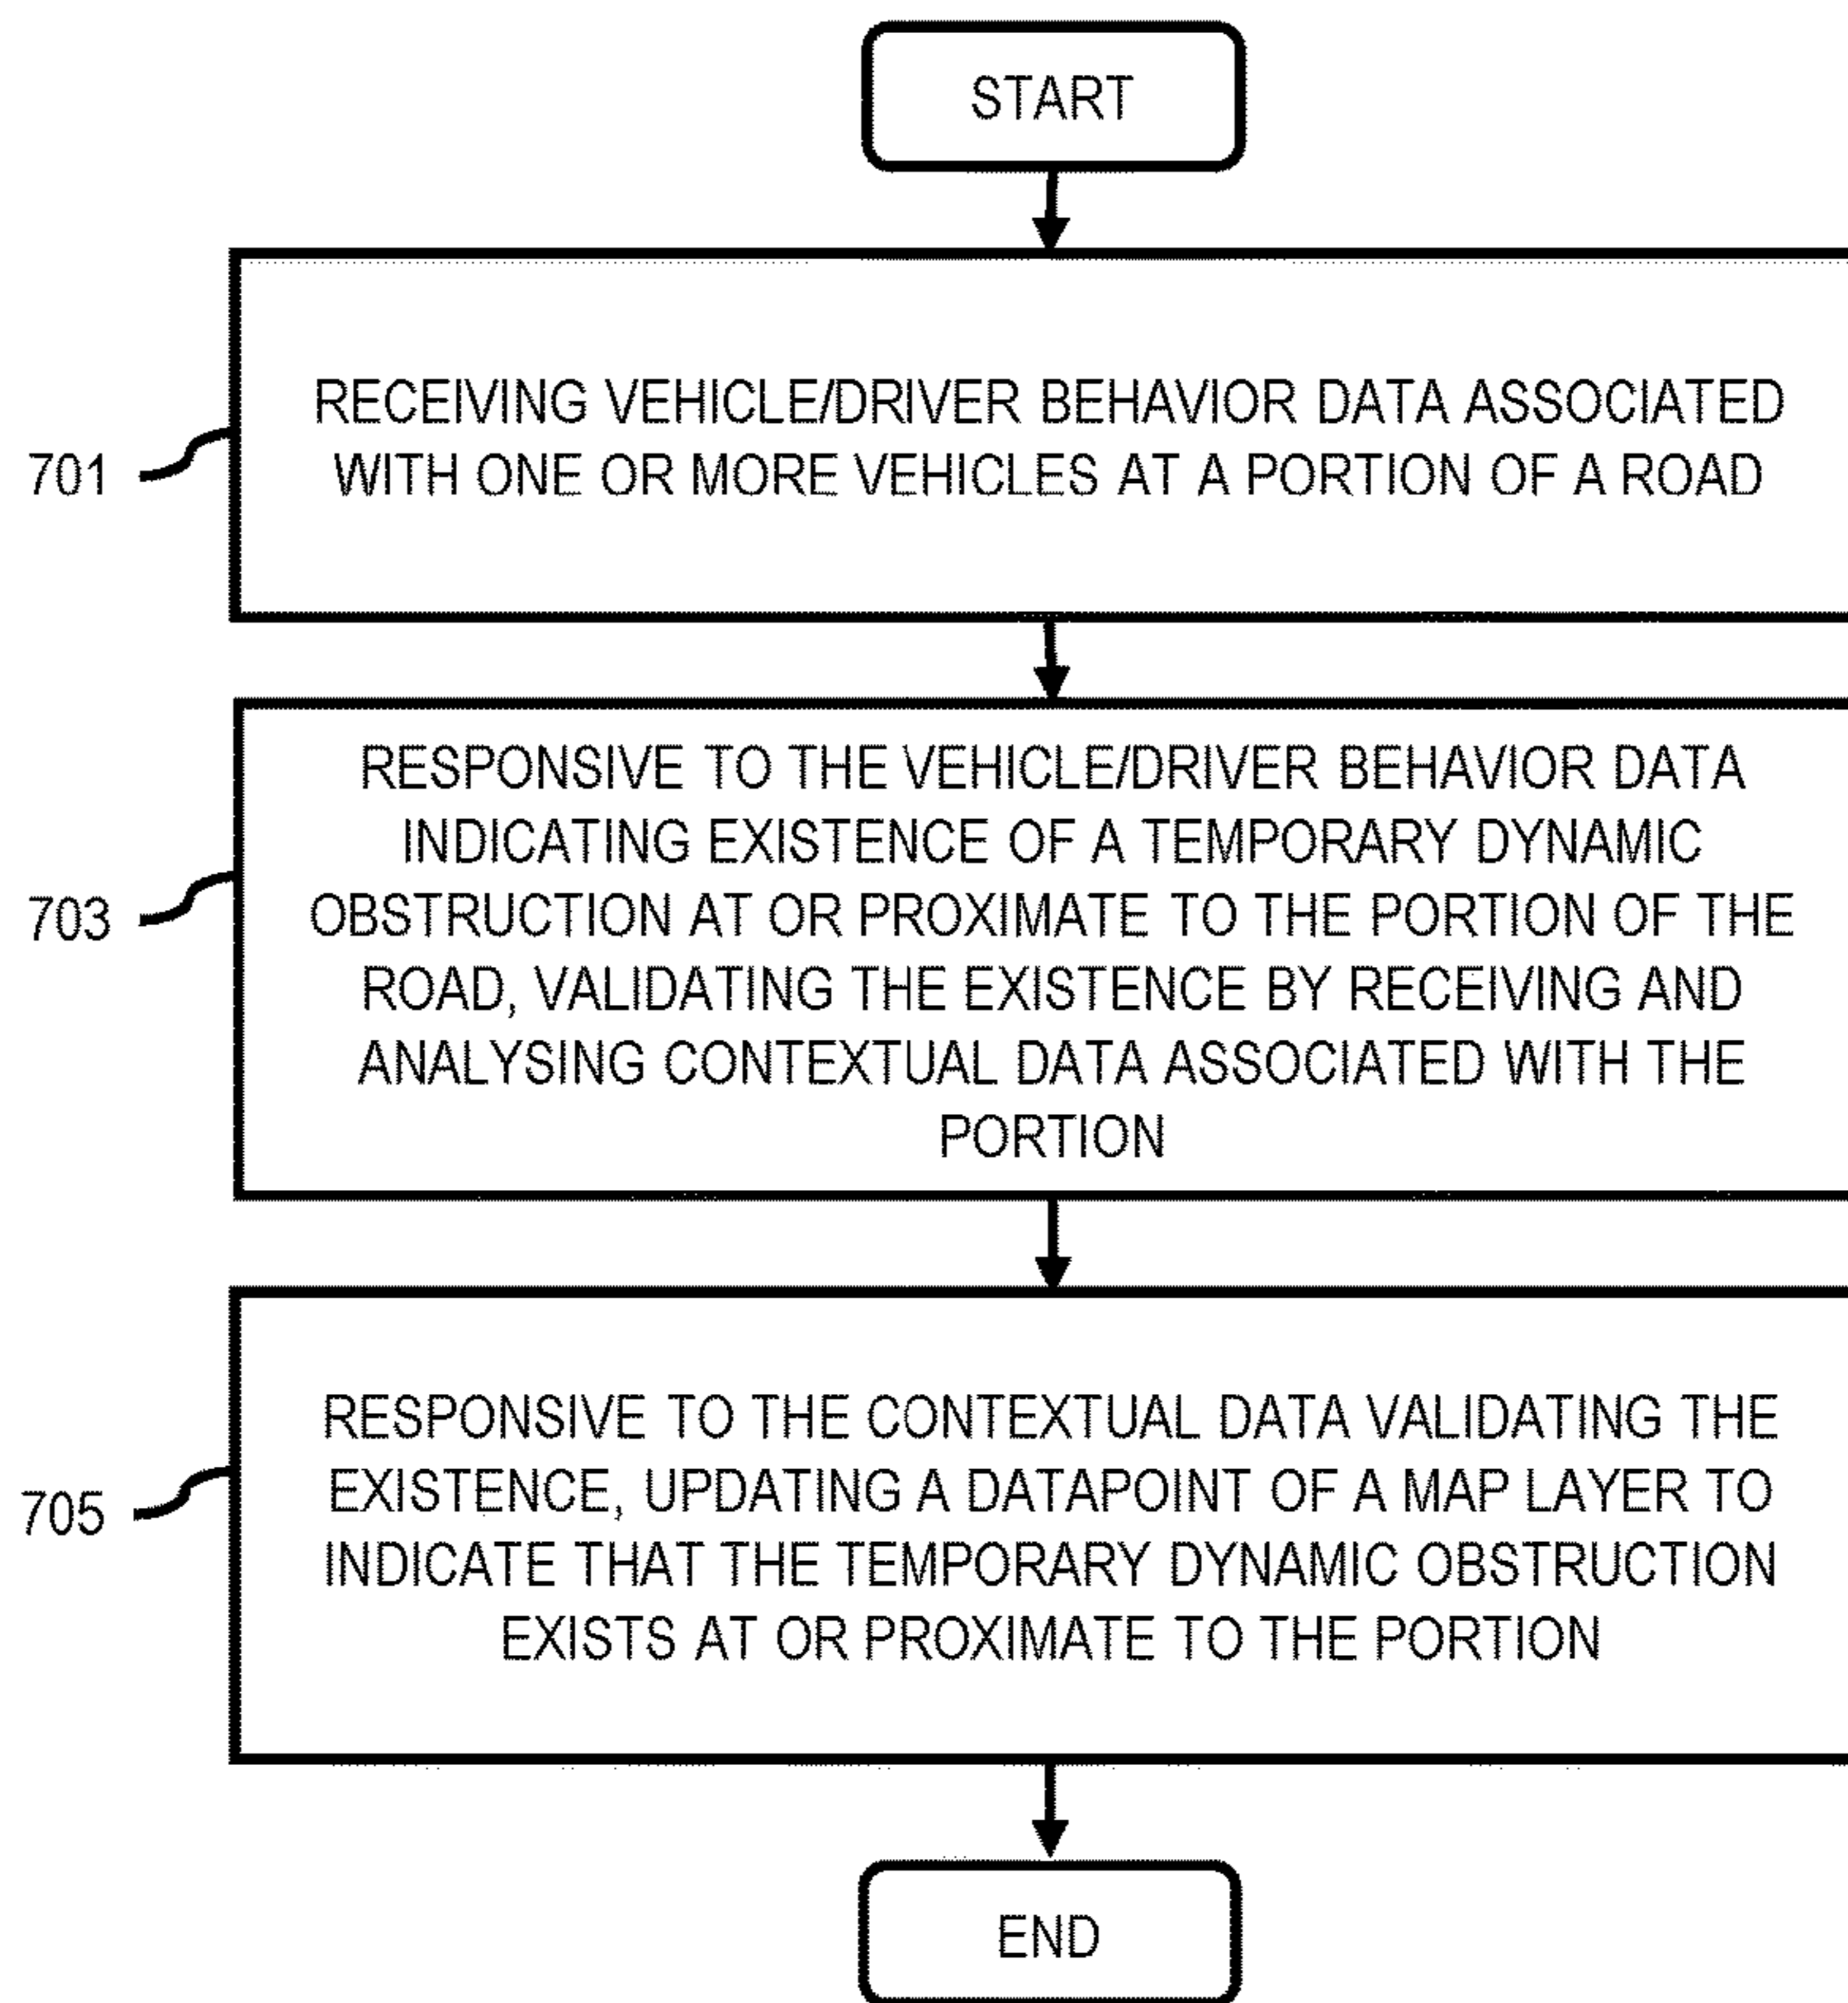 START
701
RECEIVING VEHICLE/DRIVER BEHAVIOR DATA ASSOCIATED
WITH ONE OR MORE VEHICLES AT A PORTION OF A ROAD
703
RESPONSIVE TO THE VEHICLE/DRIVER BEHAVIOR DATA
INDICATING EXISTENCE OF A TEMPORARY DYNAMIC
OBSTRUCTION AT OR PROXIMATE TO THE PORTION OF THE
ROAD, VALIDATING THE EXISTENCE BY RECEIVING AND
ANALYSING CONTEXTUAL DATA ASSOCIATED WITH THE
PORTION
705
RESPONSIVE TO THE CONTEXTUAL DATA VALIDATING THE
EXISTENCE, UPDATING A DATAPOINT OF A MAP LAYER TO
INDICATE THAT THE TEMPORARY DYNAMIC OBSTRUCTION
EXISTS AT OR PROXIMATE TO THE PORTION
END